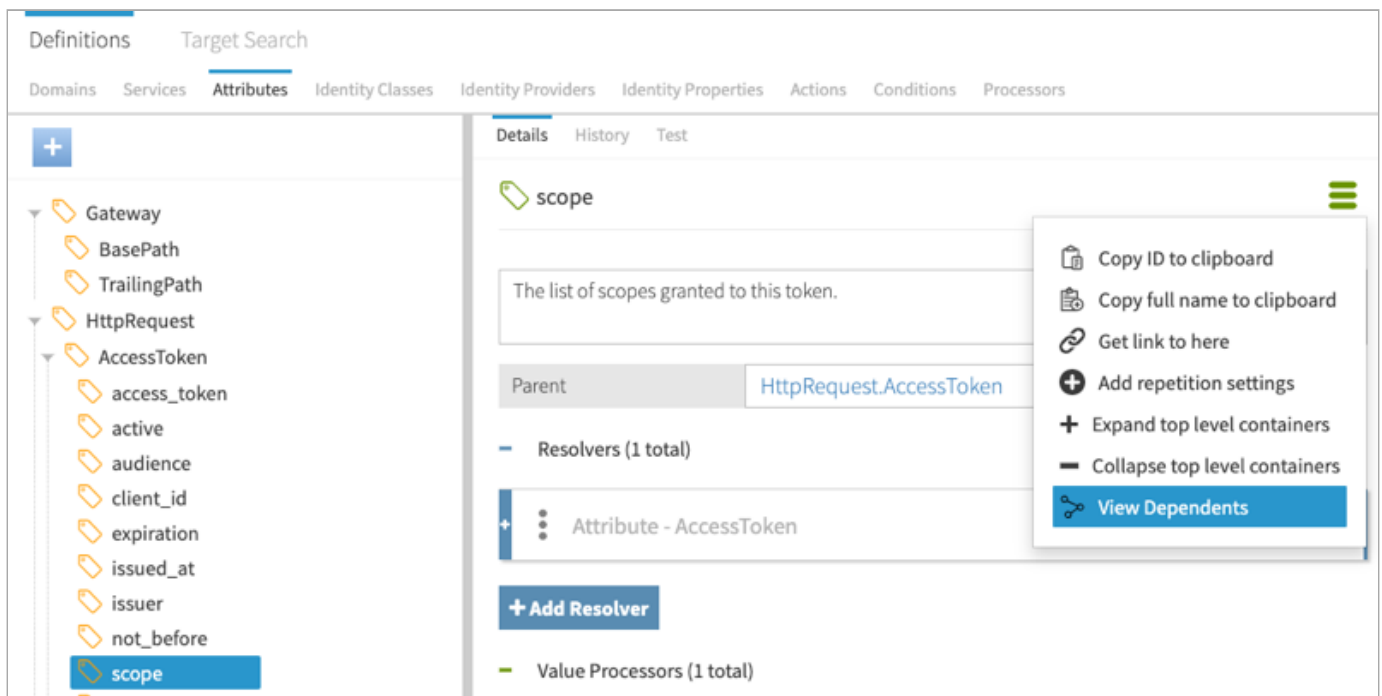 Definitions Target Search
Domains Services Attributes Identity Classes Identity Providers Identity Properties Actions Conditions Processors
+
Gateway
BasePath
TrailingPath
HttpRequest
AccessToken
access_token
active
audience
client_id
expiration
issued_at
issuer
not_before
scope
Details History Test
scope
The list of scopes granted to this token.
Parent HttpRequest.AccessToken
Resolvers (1 total)
Attribute - AccessToken
+ Add Resolver
Value Processors (1 total)
Copy ID to clipboard
Copy full name to clipboard
Get link to here
Add repetition settings
Expand top level containers
Collapse top level containers
View Dependents